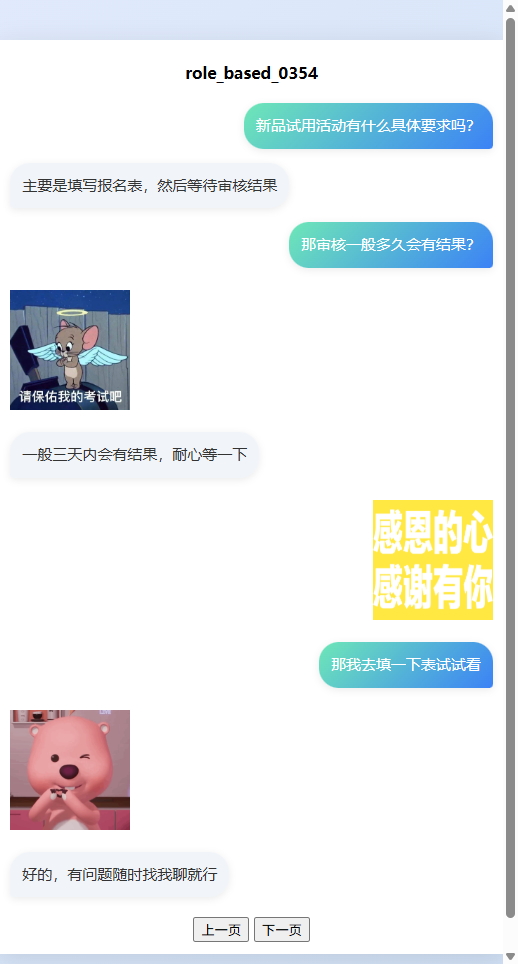 role_based_0354
新品试用活动有什么具体要求吗？
主要是填写报名表，然后等待审核结果
那审核一般多久会有结果？
请保佑我的考试吧
一般三天内会有结果，耐心等一下
感恩的心
感谢有你
那我去填一下表试试看
好的，有问题随时找我聊就行
上一页 下一页